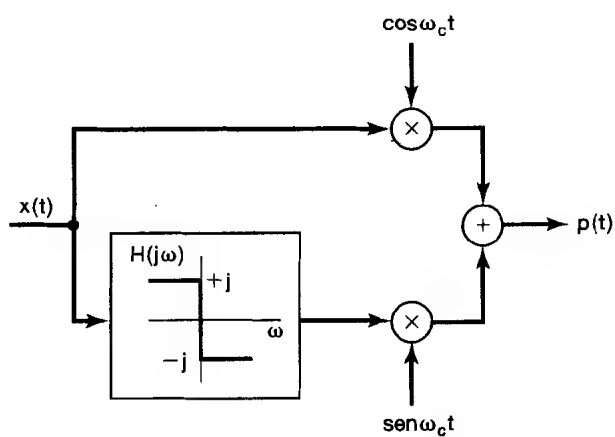 cosω_ct
×
x(t)
+
p(t)
H(jω)
+j
ω
−j
×
senω_ct